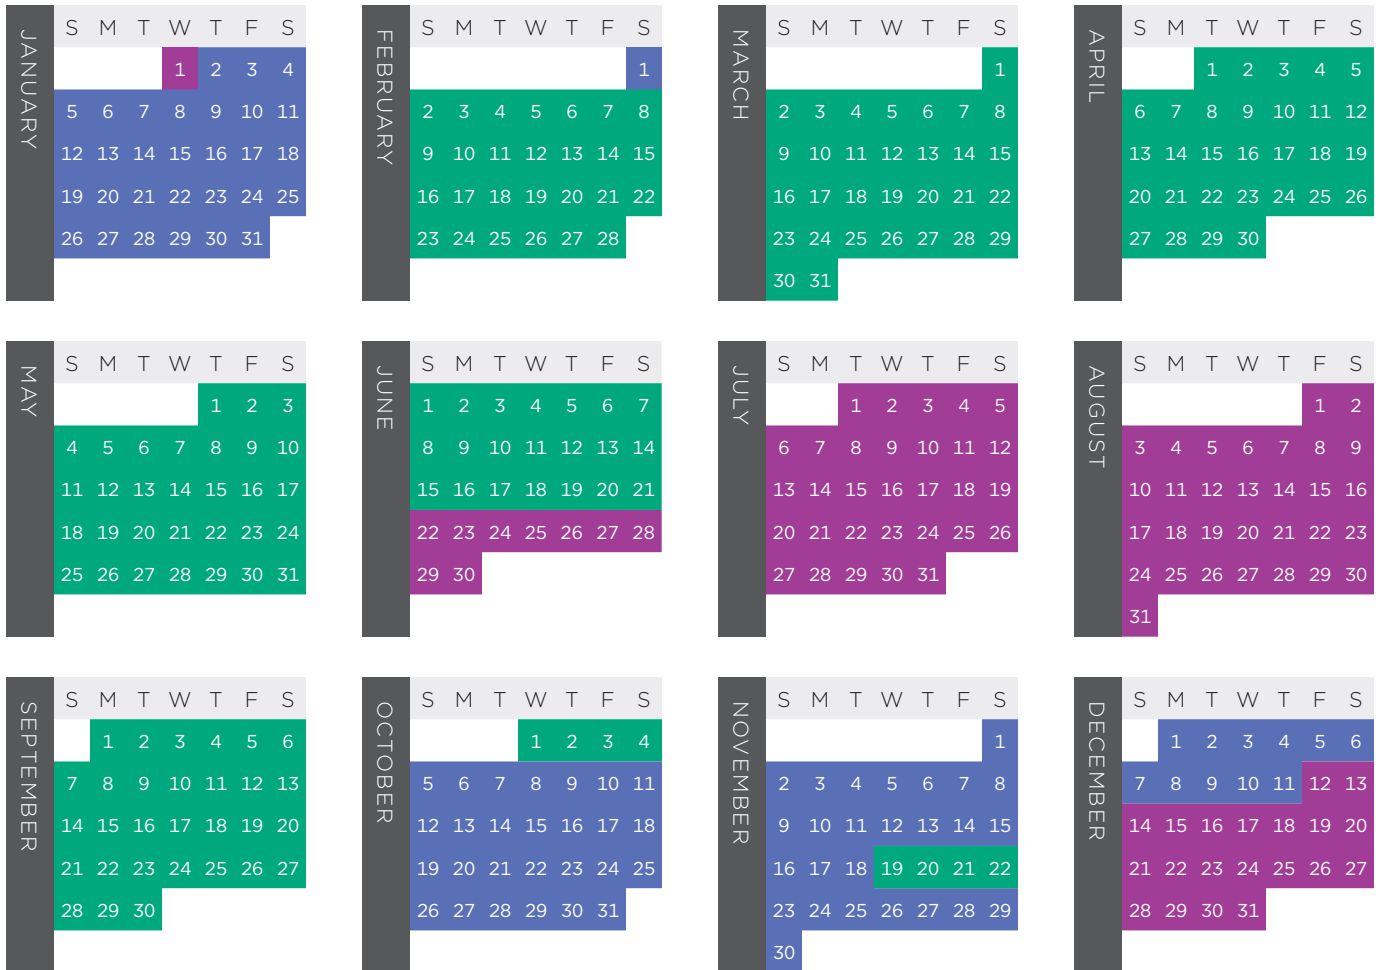 JANUARY
S M T W T F S
1 2 3 4
5 6 7 8 9 10 11
12 13 14 15 16 17 18
19 20 21 22 23 24 25
26 27 28 29 30 31
FEBRUARY
S M T W T F S
1
2 3 4 5 6 7 8
9 10 11 12 13 14 15
16 17 18 19 20 21 22
23 24 25 26 27 28
MARCH
S M T W T F S
1
2 3 4 5 6 7 8
9 10 11 12 13 14 15
16 17 18 19 20 21 22
23 24 25 26 27 28 29
30 31
APRIL
S M T W T F S
1 2 3 4 5
6 7 8 9 10 11 12
13 14 15 16 17 18 19
20 21 22 23 24 25 26
27 28 29 30
MAY
S M T W T F S
1 2 3
4 5 6 7 8 9 10
11 12 13 14 15 16 17
18 19 20 21 22 23 24
25 26 27 28 29 30 31
JUNE
S M T W T F S
1 2 3 4 5 6 7
8 9 10 11 12 13 14
15 16 17 18 19 20 21
22 23 24 25 26 27 28
29 30
JULY
S M T W T F S
1 2 3 4 5
6 7 8 9 10 11 12
13 14 15 16 17 18 19
20 21 22 23 24 25 26
27 28 29 30 31
AUGUST
S M T W T F S
1 2
3 4 5 6 7 8 9
10 11 12 13 14 15 16
17 18 19 20 21 22 23
24 25 26 27 28 29 30
31
SEPTEMBER
S M T W T F S
1 2 3 4 5 6
7 8 9 10 11 12 13
14 15 16 17 18 19 20
21 22 23 24 25 26 27
28 29 30
OCTOBER
S M T W T F S
1 2 3 4
5 6 7 8 9 10 11
12 13 14 15 16 17 18
19 20 21 22 23 24 25
26 27 28 29 30 31
NOVEMBER
S M T W T F S
1
2 3 4 5 6 7 8
9 10 11 12 13 14 15
16 17 18 19 20 21 22
23 24 25 26 27 28 29
30
DECEMBER
S M T W T F S
1 2 3 4 5 6
7 8 9 10 11 12 13
14 15 16 17 18 19 20
21 22 23 24 25 26 27
28 29 30 31